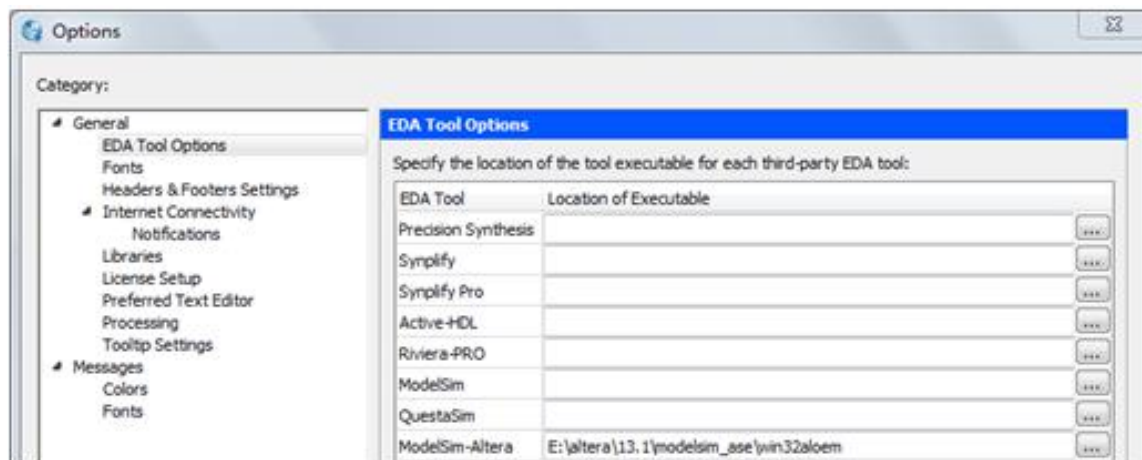 Options
Category:
General
EDA Tool Options
Fonts
Headers & Footers Settings
Internet Connectivity
Notifications
Libraries
License Setup
Preferred Text Editor
Processing
Tooltip Settings
Messages
Colors
Fonts
EDA Tool Options
Specify the location of the tool executable for each third-party EDA tool:
EDA Tool Location of Executable
Precision Synthesis ...
Synplify ...
Synplify Pro ...
Active-HDL ...
Riviera-PRO ...
ModelSim ...
QuestaSim ...
ModelSim-Altera E:\altera\13.1\modelsim_ase\win32aloem ...